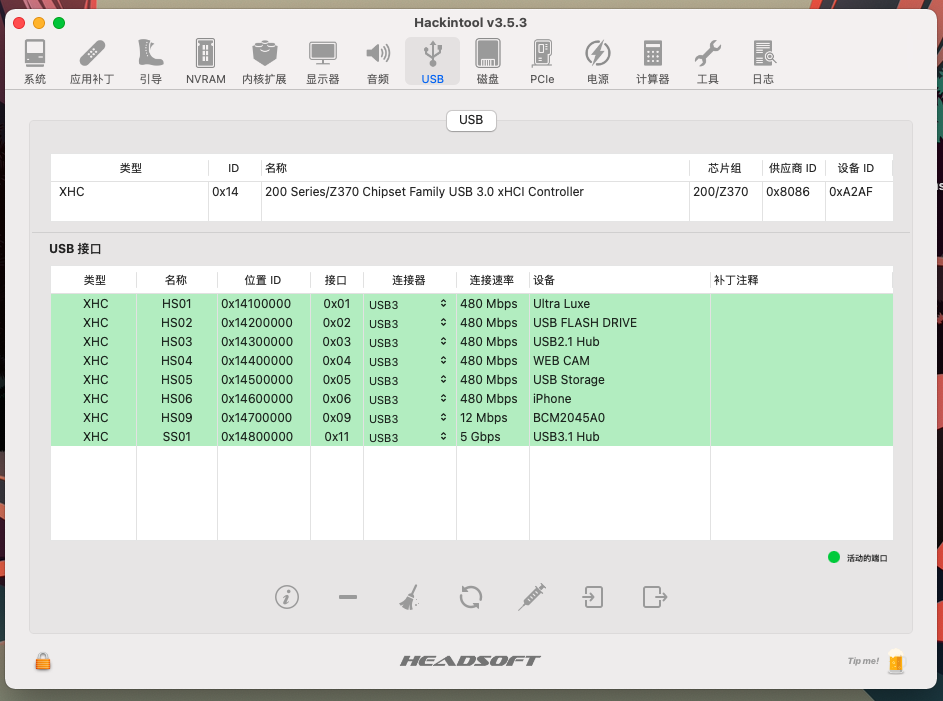 Hackintool v3.5.3
系统 应用补丁 引导 NVRAM 内核扩展 显示器 音频 USB 磁盘 PCIe 电源 计算器 工具 日志
USB
类型 ID 名称 芯片组 供应商 ID 设备 ID
XHC 0x14 200 Series/Z370 Chipset Family USB 3.0 xHCI Controller 200/Z370 0x8086 0xA2AF
USB 接口
类型 名称 位置 ID 接口 连接器 连接速率 设备 补丁注释
XHC HS01 0x14100000 0x01 USB3 480 Mbps Ultra Luxe
XHC HS02 0x14200000 0x02 USB3 480 Mbps USB FLASH DRIVE
XHC HS03 0x14300000 0x03 USB3 480 Mbps USB2.1 Hub
XHC HS04 0x14400000 0x04 USB3 480 Mbps WEB CAM
XHC HS05 0x14500000 0x05 USB3 480 Mbps USB Storage
XHC HS06 0x14600000 0x06 USB3 480 Mbps iPhone
XHC HS09 0x14700000 0x09 USB3 12 Mbps BCM2045A0
XHC SS01 0x14800000 0x11 USB3 5 Gbps USB3.1 Hub
活动的端口
HEADSOFT
Tip me!